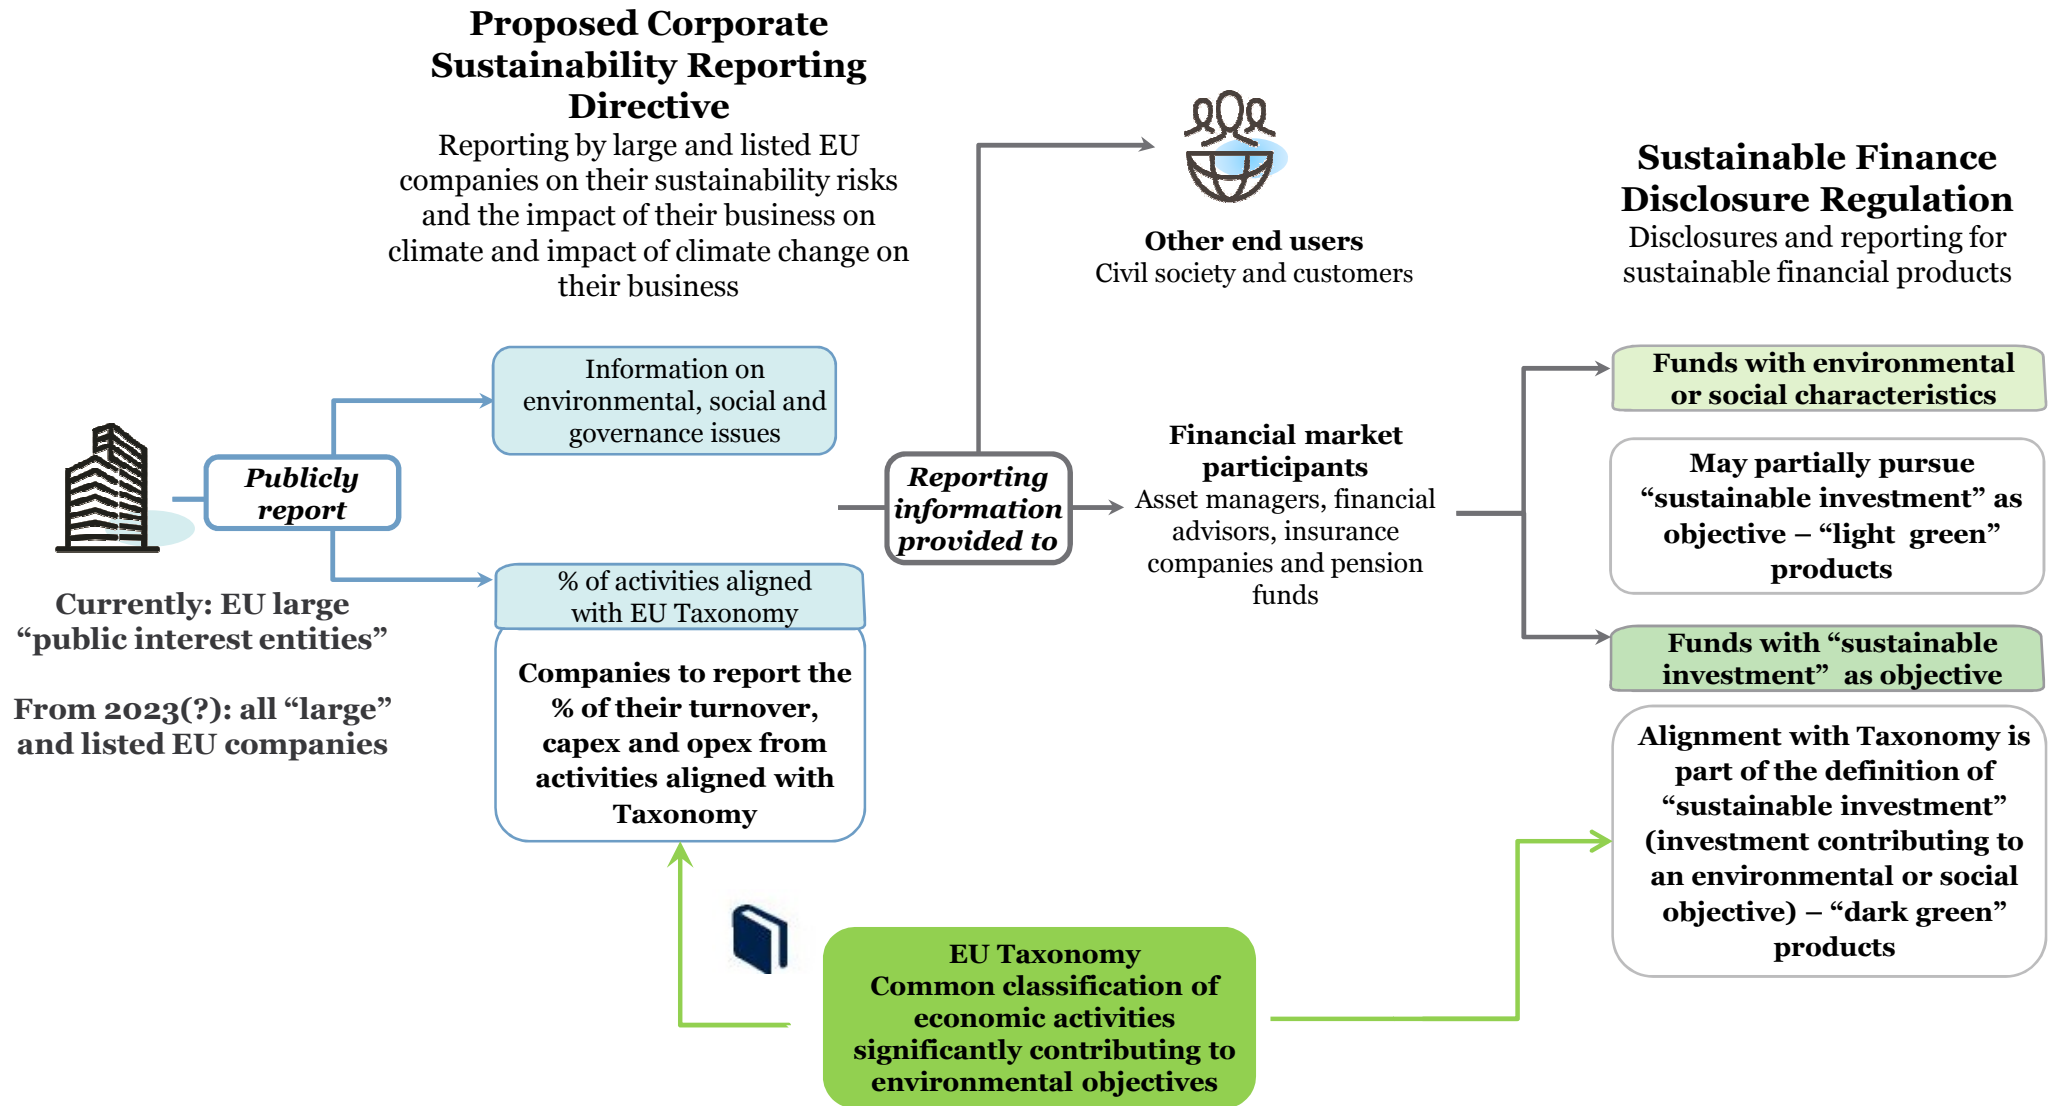 Proposed Corporate
Sustainability Reporting
Directive
Reporting by large and listed EU
companies on their sustainability risks
and the impact of their business on
climate and impact of climate change on
their business
Other end users
Civil society and customers
Sustainable Finance
Disclosure Regulation
Disclosures and reporting for
sustainable financial products
Publicly
report
Currently: EU large
“public interest entities”
From 2023(?): all “large”
and listed EU companies
Information on
environmental, social and
governance issues
% of activities aligned
with EU Taxonomy
Companies to report the
% of their turnover,
capex and opex from
activities aligned with
Taxonomy
Reporting
information
provided to
Financial market
participants
Asset managers, financial
advisors, insurance
companies and pension
funds
Funds with environmental
or social characteristics
May partially pursue
“sustainable investment” as
objective – “light green”
products
Funds with “sustainable
investment” as objective
Alignment with Taxonomy is
part of the definition of
“sustainable investment”
(investment contributing to
an environmental or social
objective) – “dark green”
products
EU Taxonomy
Common classification of
economic activities
significantly contributing to
environmental objectives